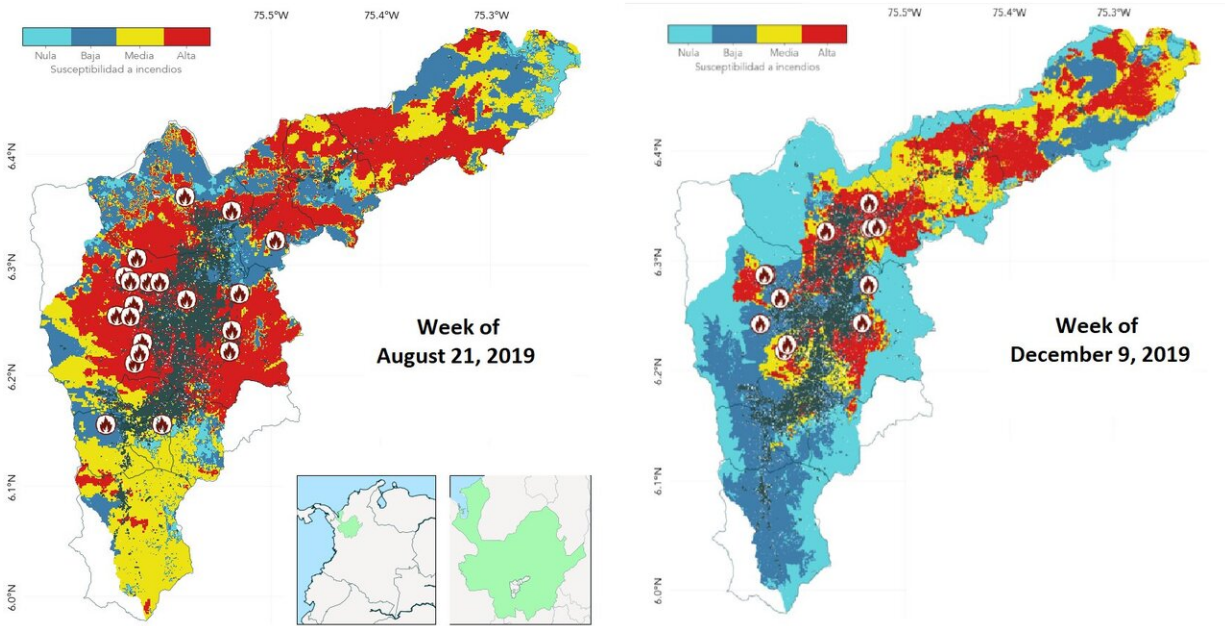 75.5°W 75.4°W 75.3°W
Nula Baja Media Alta
Susceptibilidad a incendios
6.4°N
6.3°N
6.2°N
6.1°N
6.0°N
Week of
August 21, 2019
75.5°W 75.4°W 75.3°W
Nula Baja Media Alta
Susceptibilidad a incendios
6.4°N
6.3°N
6.2°N
6.1°N
6.0°N
Week of
December 9, 2019